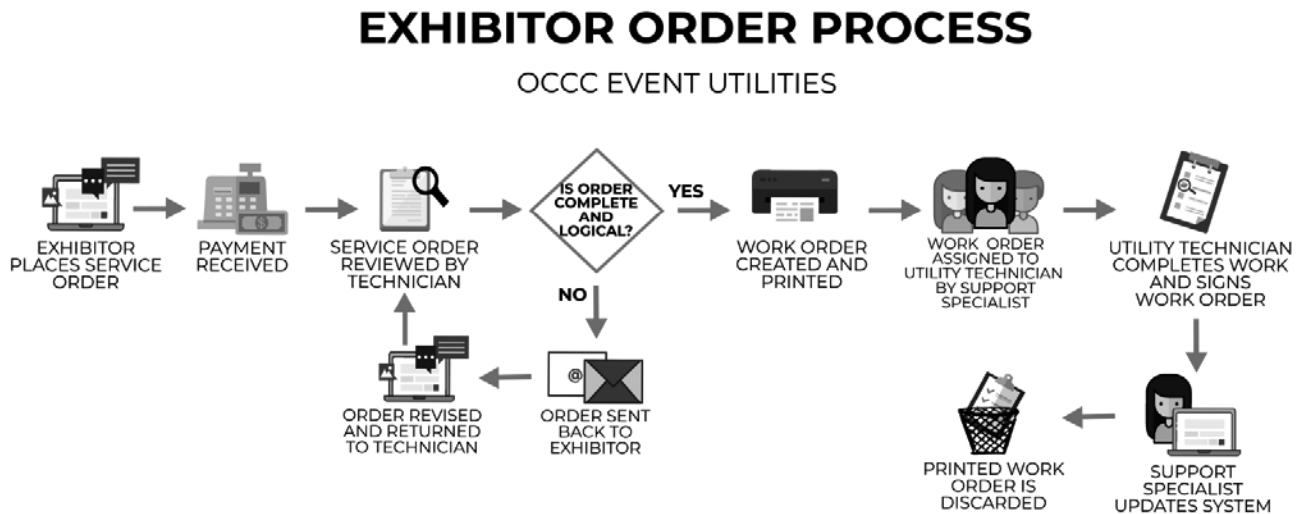 EXHIBITOR ORDER PROCESS
OCCC EVENT UTILITIES
EXHIBITOR
PLACES SERVICE
ORDER
PAYMENT
RECEIVED
SERVICE ORDER
REVIEWED BY
TECHNICIAN
IS ORDER
COMPLETE
AND
LOGICAL?
YES
WORK ORDER
CREATED AND
PRINTED
WORK ORDER
ASSIGNED TO
UTILITY TECHNICIAN
BY SUPPORT
SPECIALIST
UTILITY TECHNICIAN
COMPLETES WORK
AND SIGNS
WORK ORDER
NO
@
ORDER SENT
BACK TO
EXHIBITOR
ORDER REVISED
AND RETURNED
TO TECHNICIAN
SUPPORT
SPECIALIST
UPDATES SYSTEM
PRINTED WORK
ORDER IS
DISCARDED
$